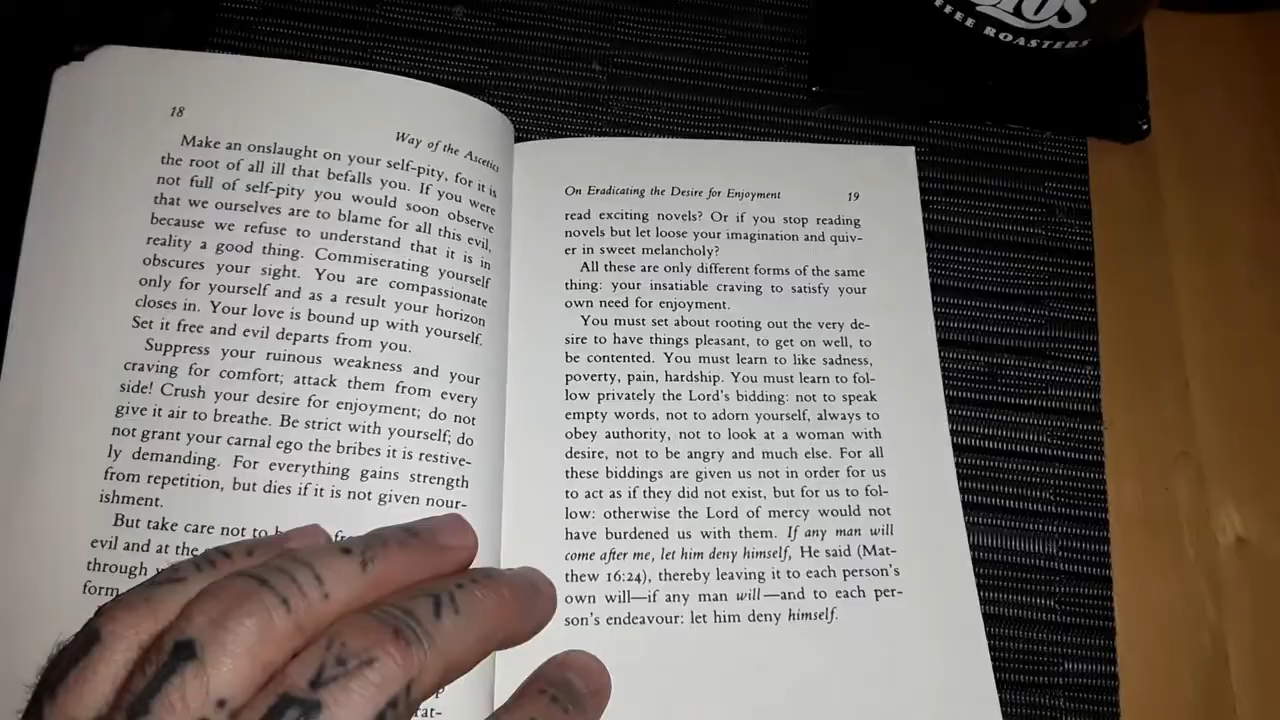 18
Way of the Ascetics
Make an onslaught on your self-pity, for it is
the root of all ill that befalls you. If you were
not full of self-pity you would soon observe
that we ourselves are to blame for all this evil,
because we refuse to understand that it is in
reality a good thing. Commiserating yourself
obscures your sight. You are compassionate
only for yourself and as a result your horizon
closes in. Your love is bound up with yourself.
Set it free and evil departs from you.
Suppress your ruinous weakness and your
craving for comfort; attack them from every
side! Crush your desire for enjoyment; do not
give it air to breathe. Be strict with yourself; do
not grant your carnal ego the bribes it is restive-
ly demanding. For everything gains strength
from repetition, but dies if it is not given nour-
ishment.
But take care not to
evil and at the
through
form
rat-
On Eradicating the Desire for Enjoyment
19
read exciting novels? Or if you stop reading
novels but let loose your imagination and quiv-
er in sweet melancholy?
All these are only different forms of the same
thing: your insatiable craving to satisfy your
own need for enjoyment.
You must set about rooting out the very de-
sire to have things pleasant, to get on well, to
be contented. You must learn to like sadness,
poverty, pain, hardship. You must learn to fol-
low privately the Lord's bidding: not to speak
empty words, not to adorn yourself, always to
obey authority, not to look at a woman with
desire, not to be angry and much else. For all
these biddings are given us not in order for us
to act as if they did not exist, but for us to fol-
low: otherwise the Lord of mercy would not
have burdened us with them. If any man will
come after me, let him deny himself, He said (Mat-
thew 16:24), thereby leaving it to each person's
own will—if any man will—and to each per-
son's endeavour: let him deny himself.
ROASTERS